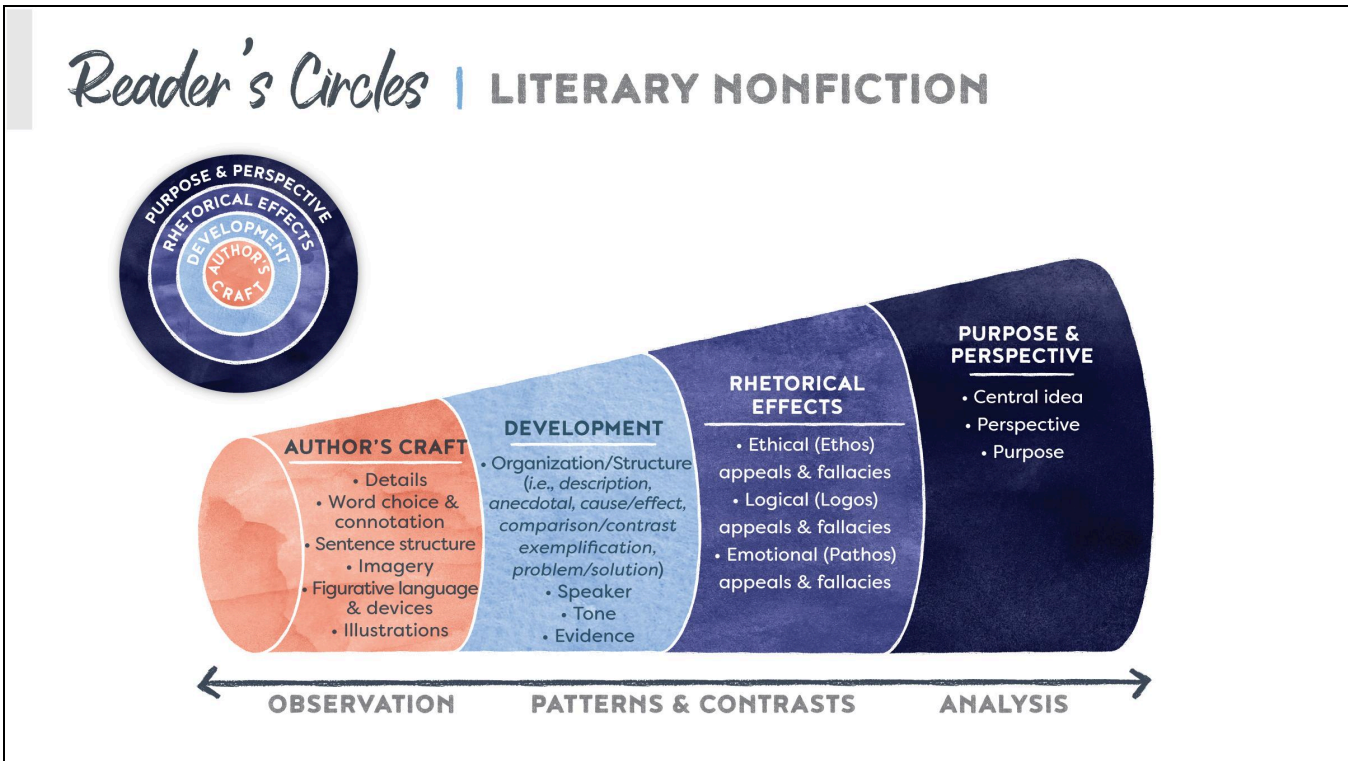 Reader's Circles | LITERARY NONFICTION
PURPOSE & PERSPECTIVE
RHETORICAL EFFECTS
DEVELOPMENT
AUTHOR'S
CRAFT
AUTHOR'S CRAFT
• Details
• Word choice &
connotation
• Sentence structure
• Imagery
• Figurative language
& devices
• Illustrations
DEVELOPMENT
• Organization/Structure
(i.e., description,
anecdotal, cause/effect,
comparison/contrast
exemplification,
problem/solution)
• Speaker
• Tone
• Evidence
RHETORICAL
EFFECTS
• Ethical (Ethos)
appeals & fallacies
• Logical (Logos)
appeals & fallacies
• Emotional (Pathos)
appeals & fallacies
PURPOSE &
PERSPECTIVE
• Central idea
• Perspective
• Purpose
OBSERVATION
PATTERNS & CONTRASTS
ANALYSIS